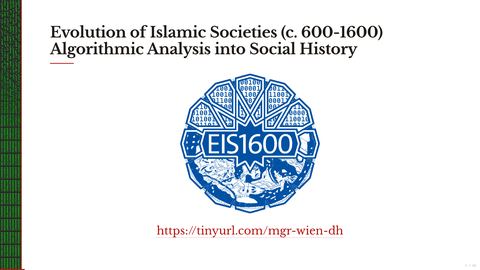 Evolution of Islamic Societies (c. 600-1600)
Algorithmic Analysis into Social History
EIS1600
https://tinyurl.com/mgr-wien-dh